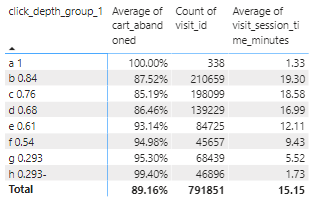 click_depth_group_1 Average of Count of Average of
cart_aband visit_id visit_session_ti
oned me_minutes
a 1 100.00% 338 1.33
b 0.84 87.52% 210659 19.30
c 0.76 85.19% 198099 18.58
d 0.68 86.46% 139229 16.99
e 0.61 93.14% 84725 12.11
f 0.54 94.98% 45657 9.43
g 0.293 95.30% 68439 5.52
h 0.293- 99.40% 46896 1.73
Total 89.16% 791851 15.15